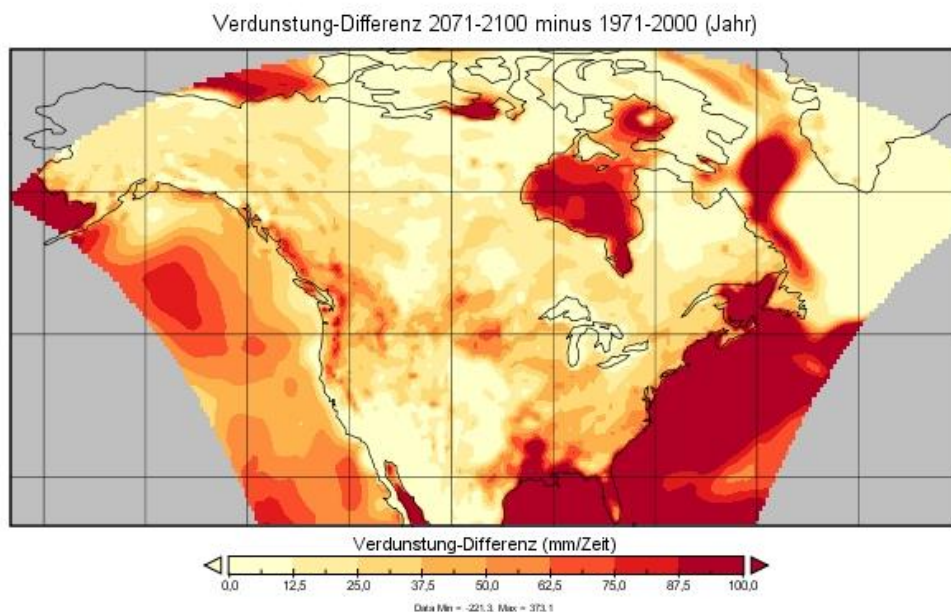 Verdunstung-Differenz 2071-2100 minus 1971-2000 (Jahr)
Verdunstung-Differenz (mm/Zeit)
0,0 12,5 25,0 37,5 50,0 62,5 75,0 87,5 100,0
Data Min = -221.3, Max = 373.1